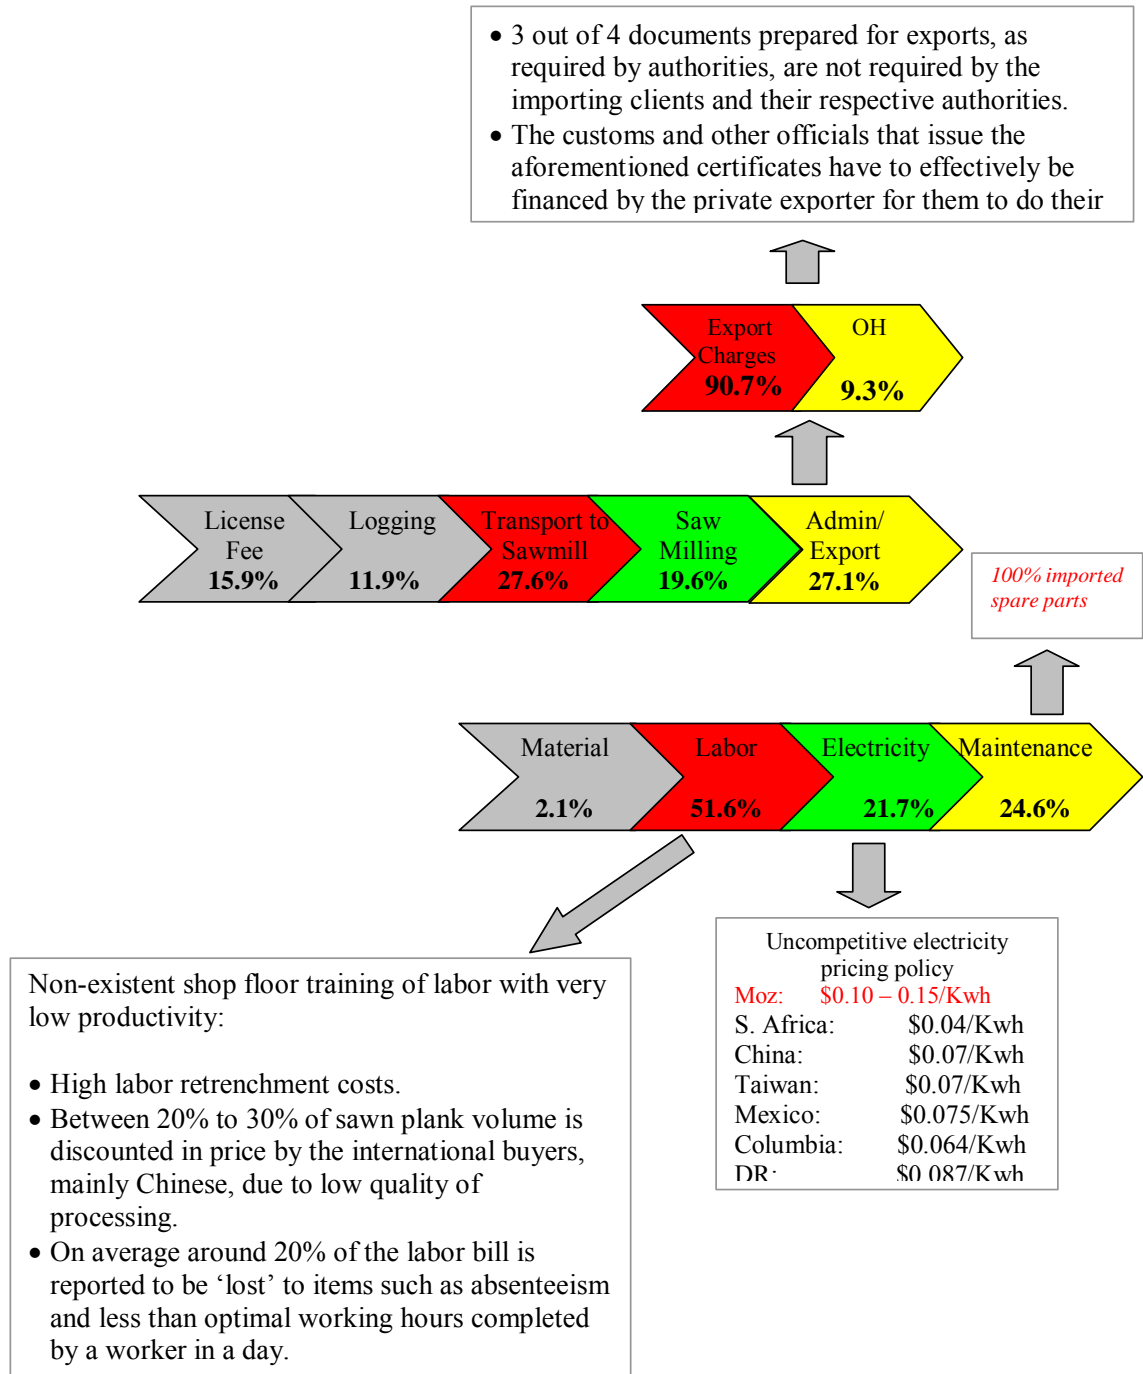 • 3 out of 4 documents prepared for exports, as
required by authorities, are not required by the
importing clients and their respective authorities.
• The customs and other officials that issue the
aforementioned certificates have to effectively be
financed by the private exporter for them to do their
Export
Charges
90.7%
OH
9.3%
License
Fee
15.9%
Logging
11.9%
Transport to
Sawmill
27.6%
Saw
Milling
19.6%
Admin/
Export
27.1%
100% imported
spare parts
Material
2.1%
Labor
51.6%
Electricity
21.7%
Maintenance
24.6%
Non-existent shop floor training of labor with very
low productivity:
• High labor retrenchment costs.
• Between 20% to 30% of sawn plank volume is
discounted in price by the international buyers,
mainly Chinese, due to low quality of
processing.
• On average around 20% of the labor bill is
reported to be ‘lost’ to items such as absenteeism
and less than optimal working hours completed
by a worker in a day.
Uncompetitive electricity
pricing policy
Moz: $0.10 – 0.15/Kwh
S. Africa: $0.04/Kwh
China: $0.07/Kwh
Taiwan: $0.07/Kwh
Mexico: $0.075/Kwh
Columbia: $0.064/Kwh
DR: $0.087/Kwh